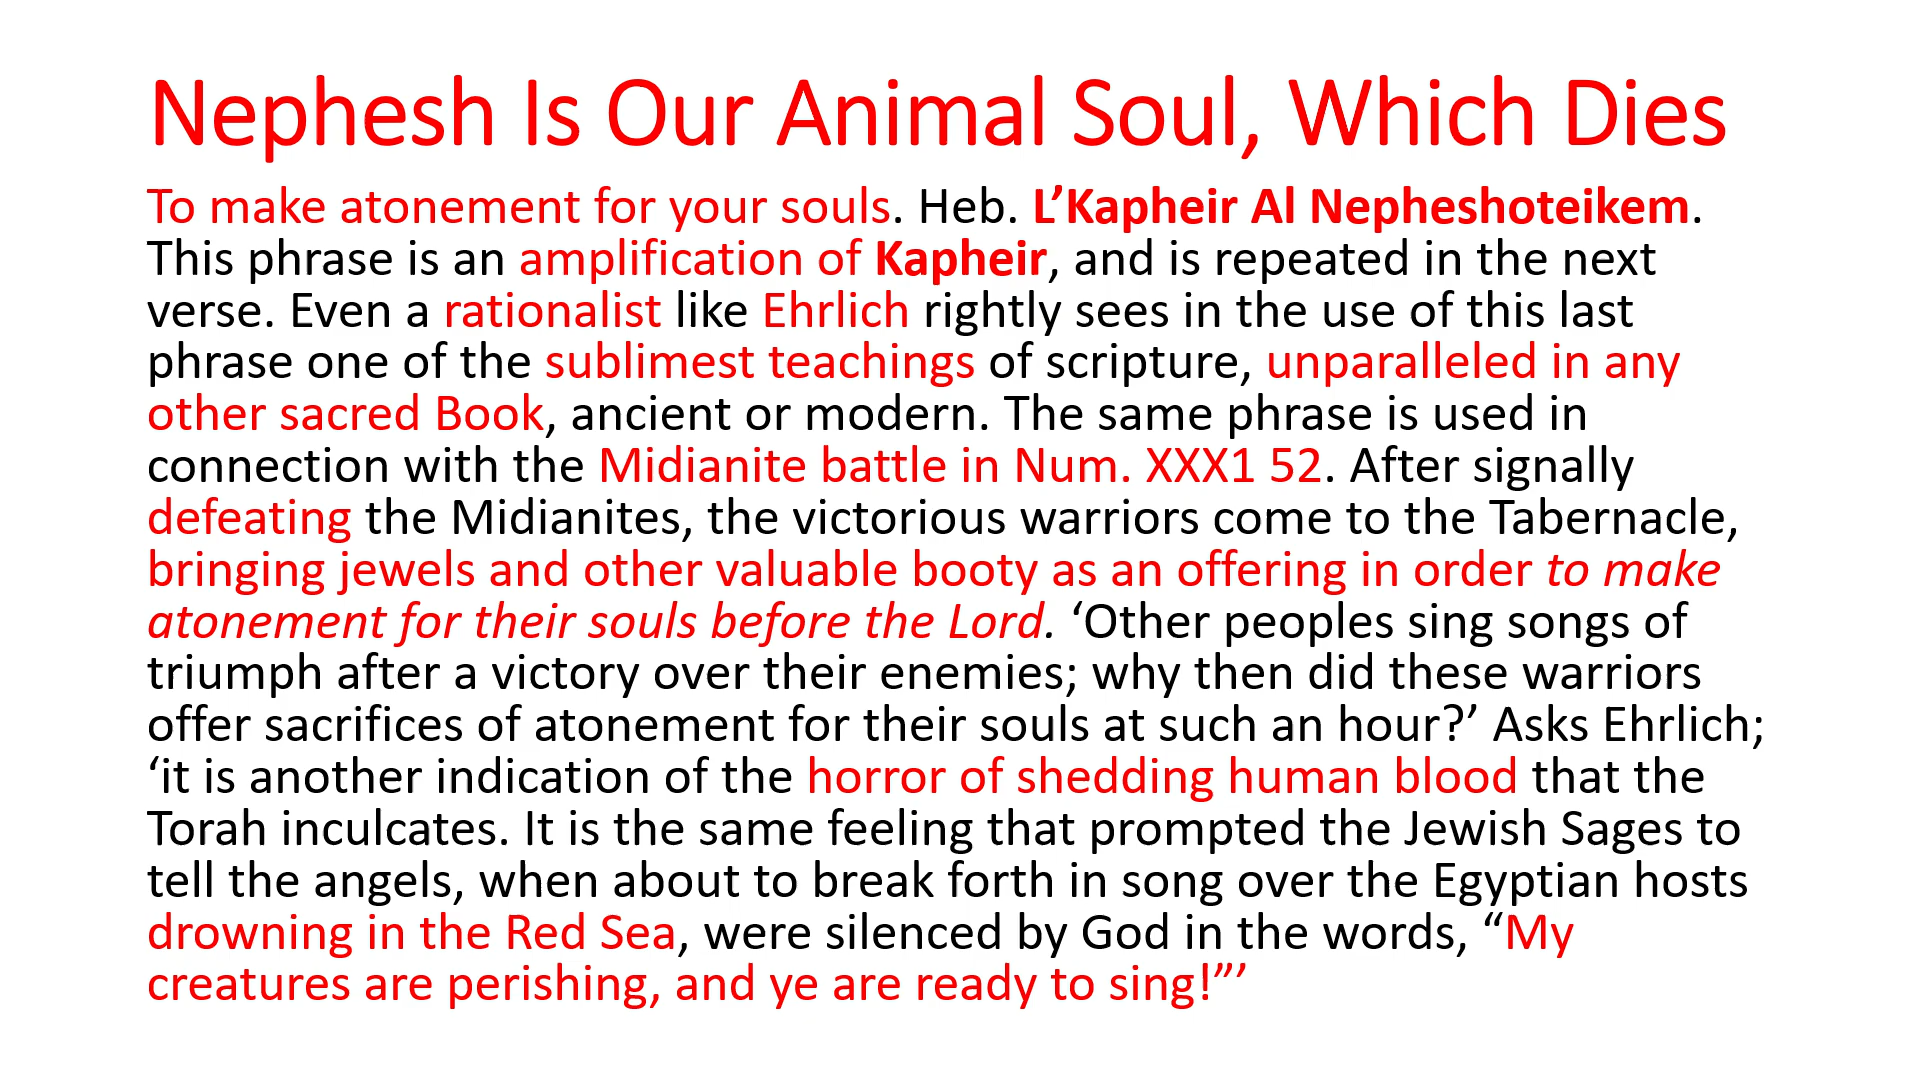 Nephesh Is Our Animal Soul, Which Dies
To make atonement for your souls. Heb. L’Kapheir Al Nepheshoteikem.
This phrase is an amplification of Kapheir, and is repeated in the next
verse. Even a rationalist like Ehrlich rightly sees in the use of this last
phrase one of the sublimest teachings of scripture, unparalleled in any
other sacred Book, ancient or modern. The same phrase is used in
connection with the Midianite battle in Num. XXX1 52. After signally
defeating the Midianites, the victorious warriors come to the Tabernacle,
bringing jewels and other valuable booty as an offering in order to make
atonement for their souls before the Lord. ‘Other peoples sing songs of
triumph after a victory over their enemies; why then did these warriors
offer sacrifices of atonement for their souls at such an hour?’ Asks Ehrlich;
‘it is another indication of the horror of shedding human blood that the
Torah inculcates. It is the same feeling that prompted the Jewish Sages to
tell the angels, when about to break forth in song over the Egyptian hosts
drowning in the Red Sea, were silenced by God in the words, “My
creatures are perishing, and ye are ready to sing!”’